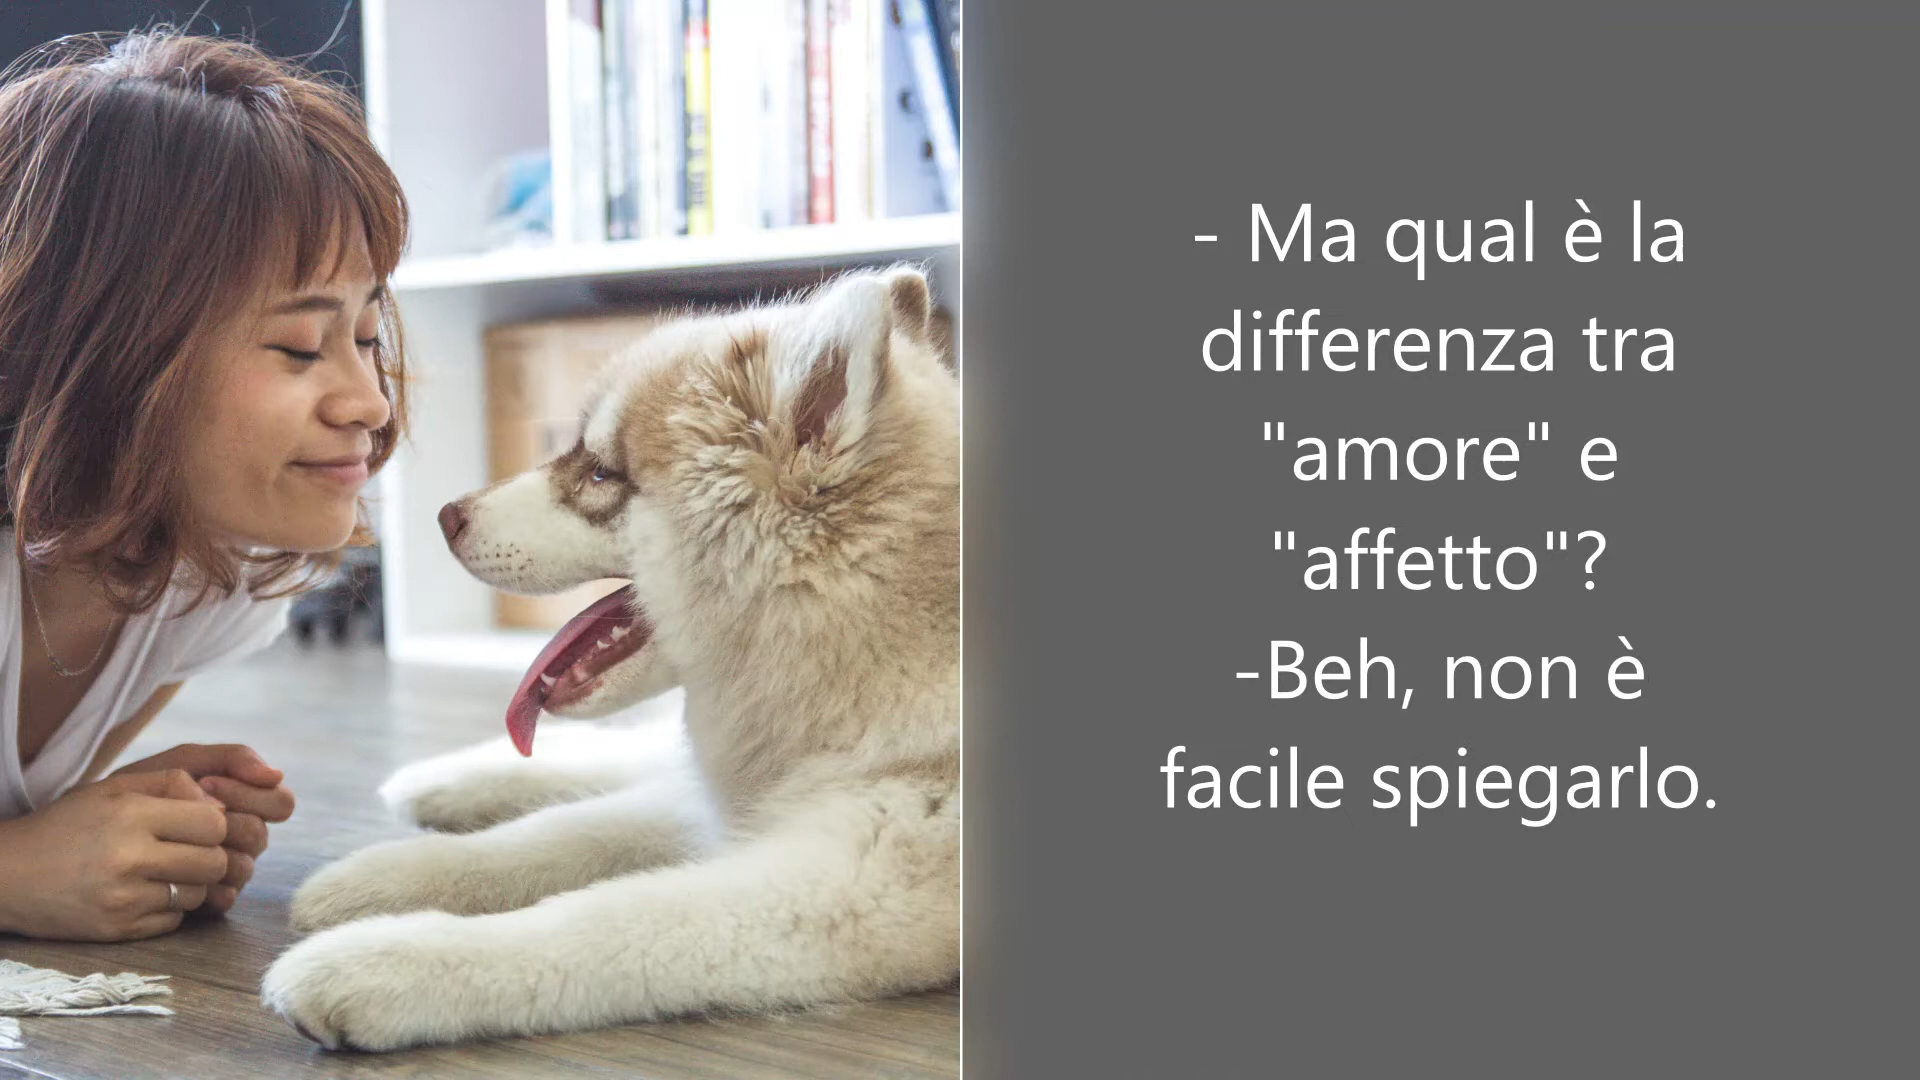 - Ma qual è la
differenza tra
"amore" e
"affetto"?
-Beh, non è
facile spiegarlo.